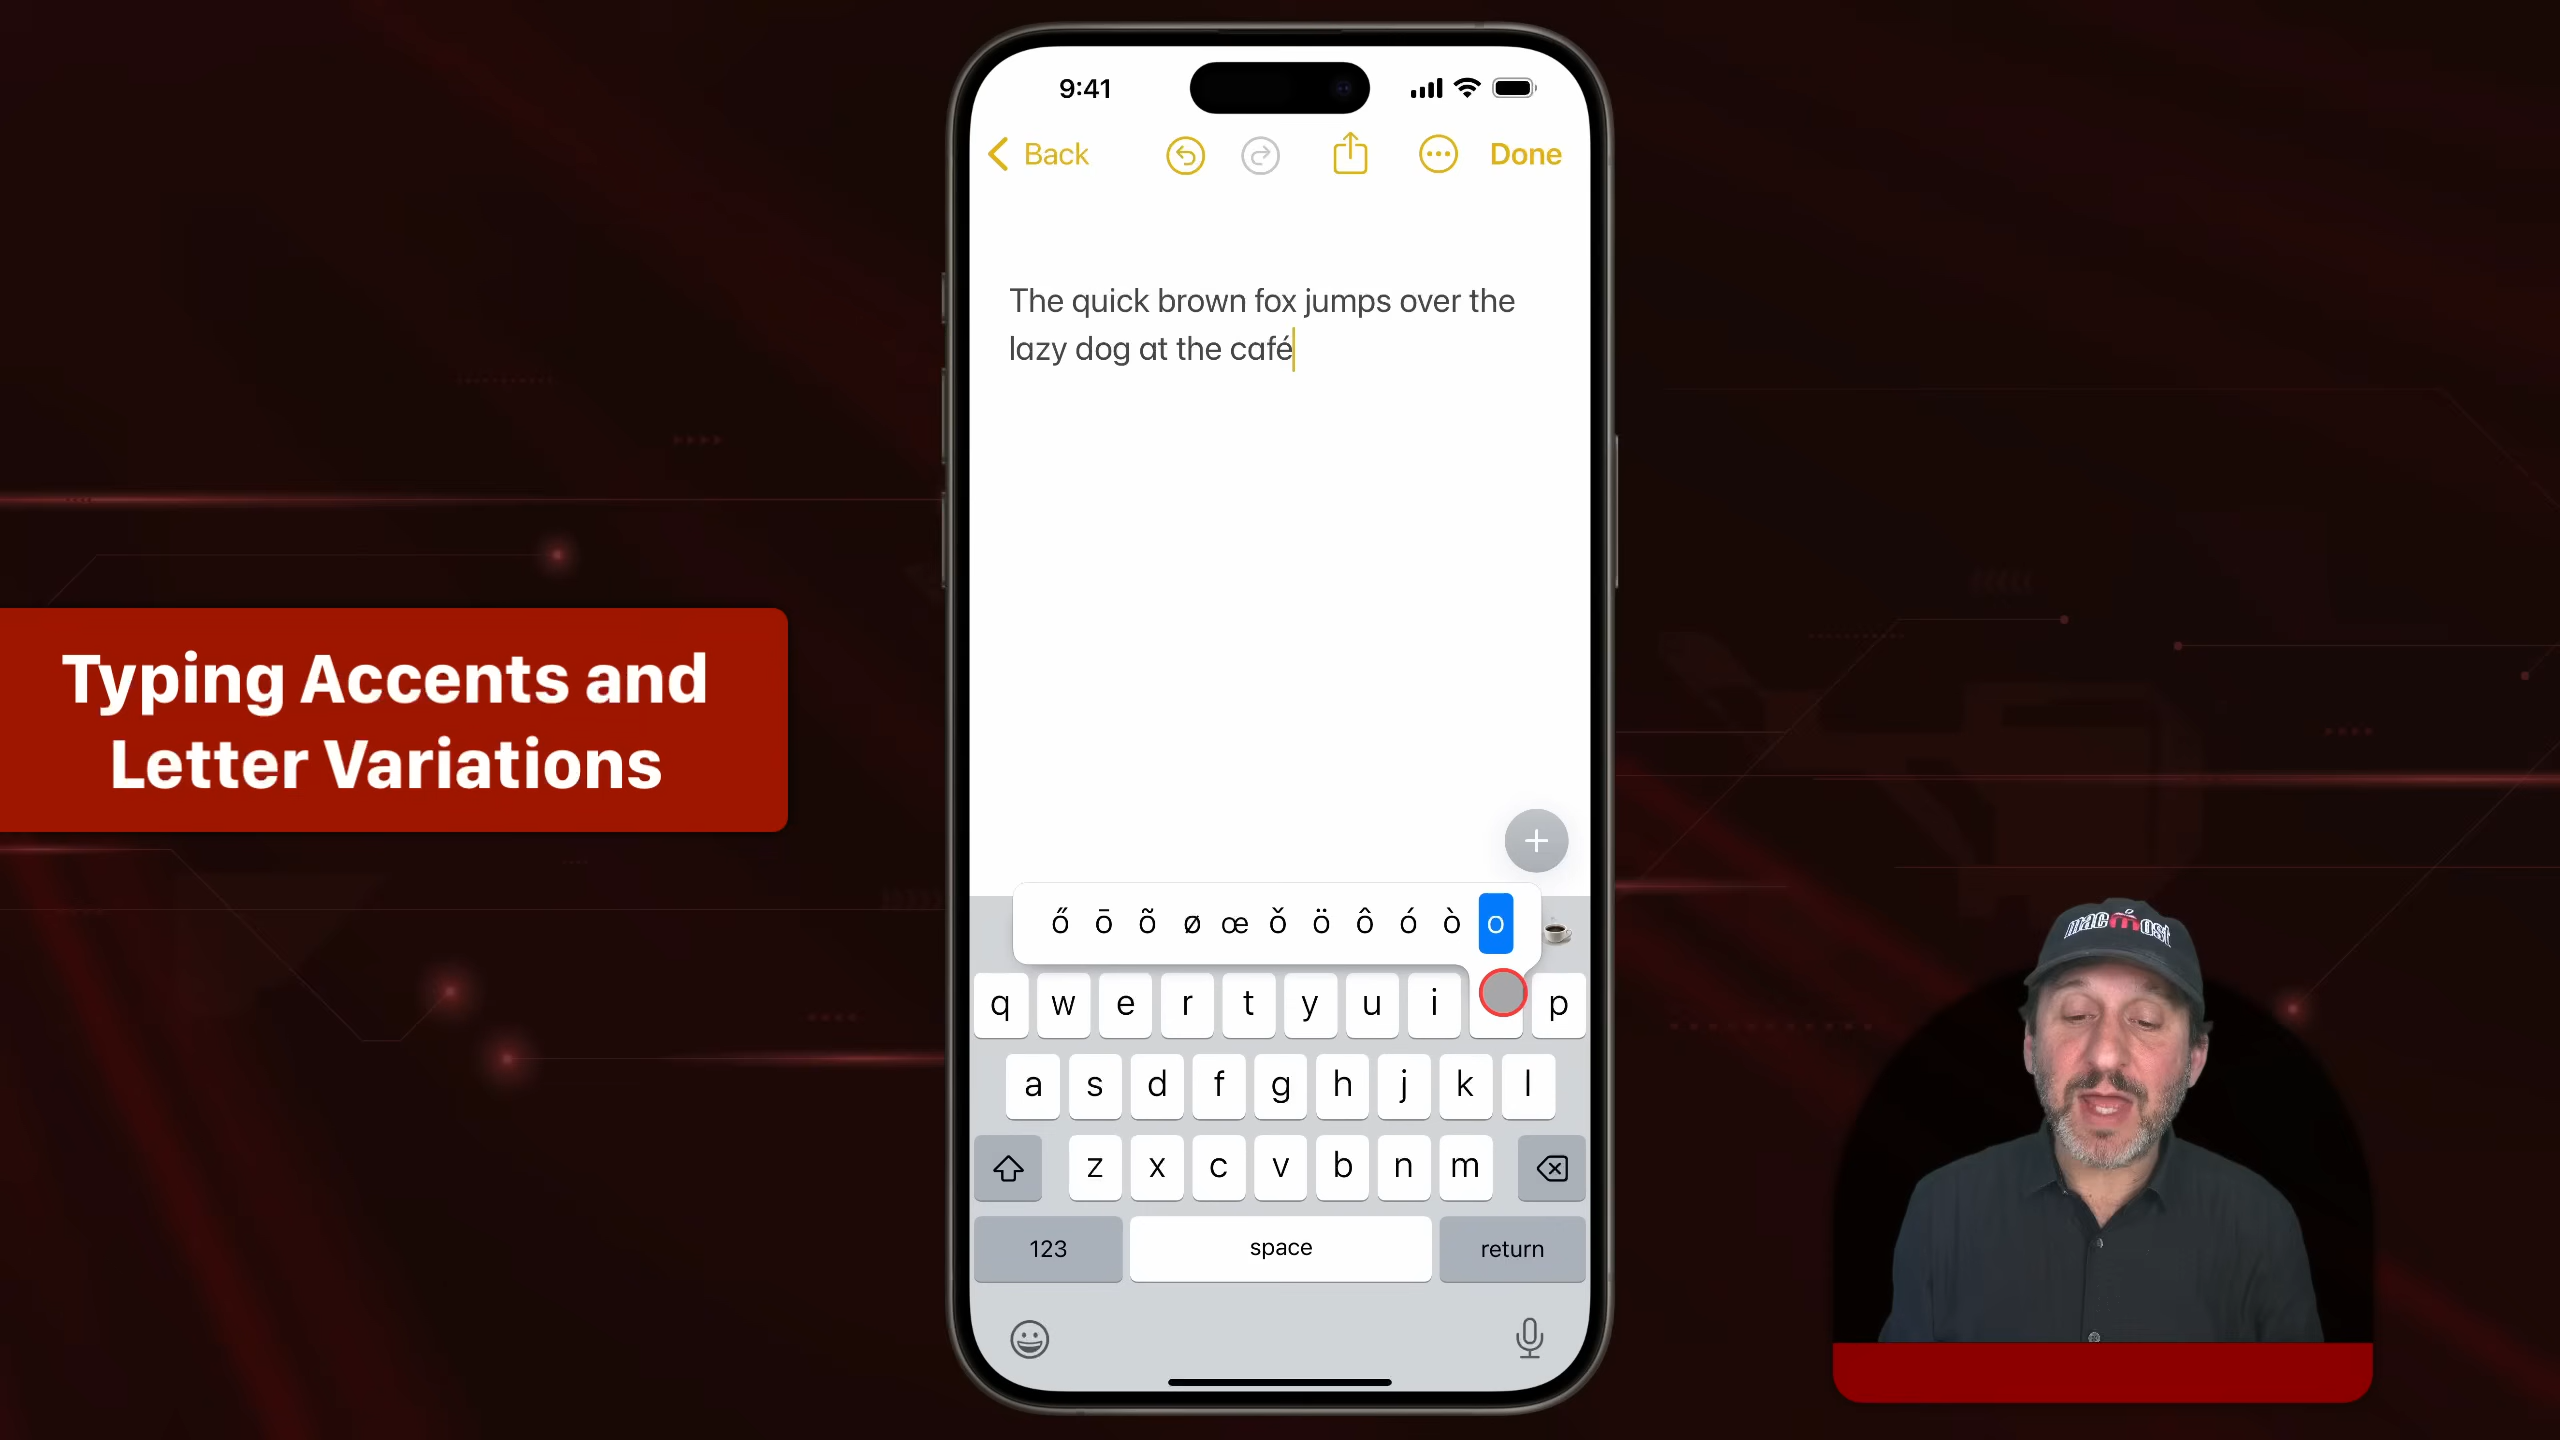 9:41
Back
Done
The quick brown fox jumps over the
lazy dog at the café
Typing Accents and
Letter Variations
ő ō õ ø œ ǒ ö ô ó ò o
q w e r t y u i p
a s d f g h j k l
z x c v b n m
123 space return
macmost